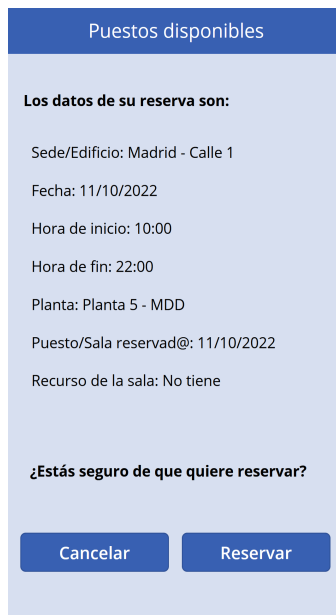 Puestos disponibles
Los datos de su reserva son:
Sede/Edificio: Madrid - Calle 1
Fecha: 11/10/2022
Hora de inicio: 10:00
Hora de fin: 22:00
Planta: Planta 5 - MDD
Puesto/Sala reservad@: 11/10/2022
Recurso de la sala: No tiene
¿Estás seguro de que quiere reservar?
Cancelar Reservar